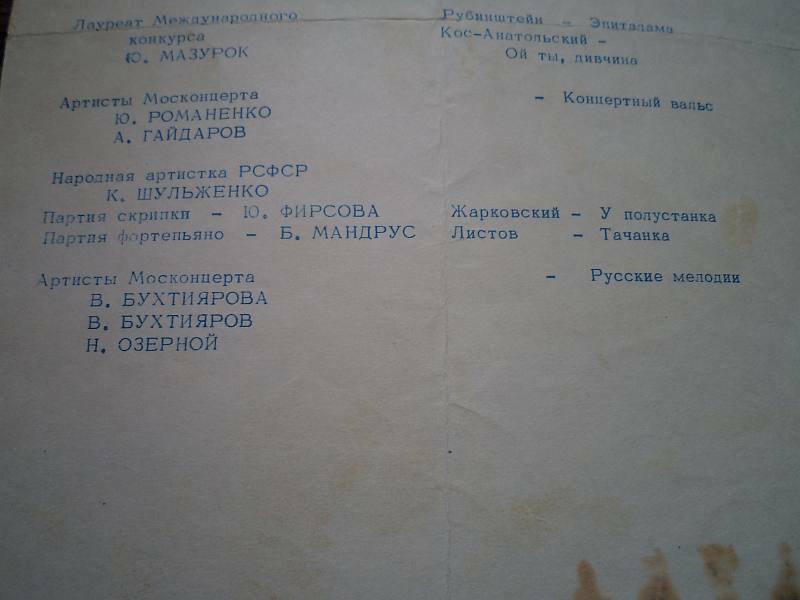 Лауреат Международного Рубинштейн - Эпиталама
конкурса Кос-Анатольский -
Ю. МАЗУРОК Ой ты, дивчина
Артисты Москонцерта - Концертный вальс
Ю. РОМАНЕНКО
А. ГАЙДАРОВ
Народная артистка РСФСР
К. ШУЛЬЖЕНКО
Партия скрипки - Ю. ФИРСОВА Жарковский - У полустанка
Партия фортепьяно - Б. МАНДРУС Листов - Тачанка
Артисты Москонцерта - Русские мелодии
В. БУХТИЯРОВА
В. БУХТИЯРОВ
Н. ОЗЕРНОЙ